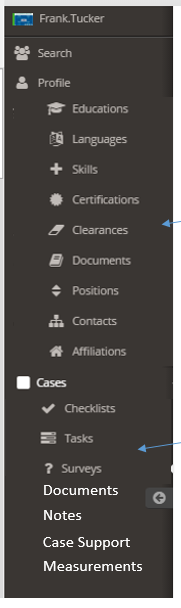 Frank.Tucker
Search
Profile
Educations
Languages
Skills
Certifications
Clearances
Documents
Positions
Contacts
Affiliations
Cases
Checklists
Tasks
? Surveys
Documents
Notes
Case Support
Measurements